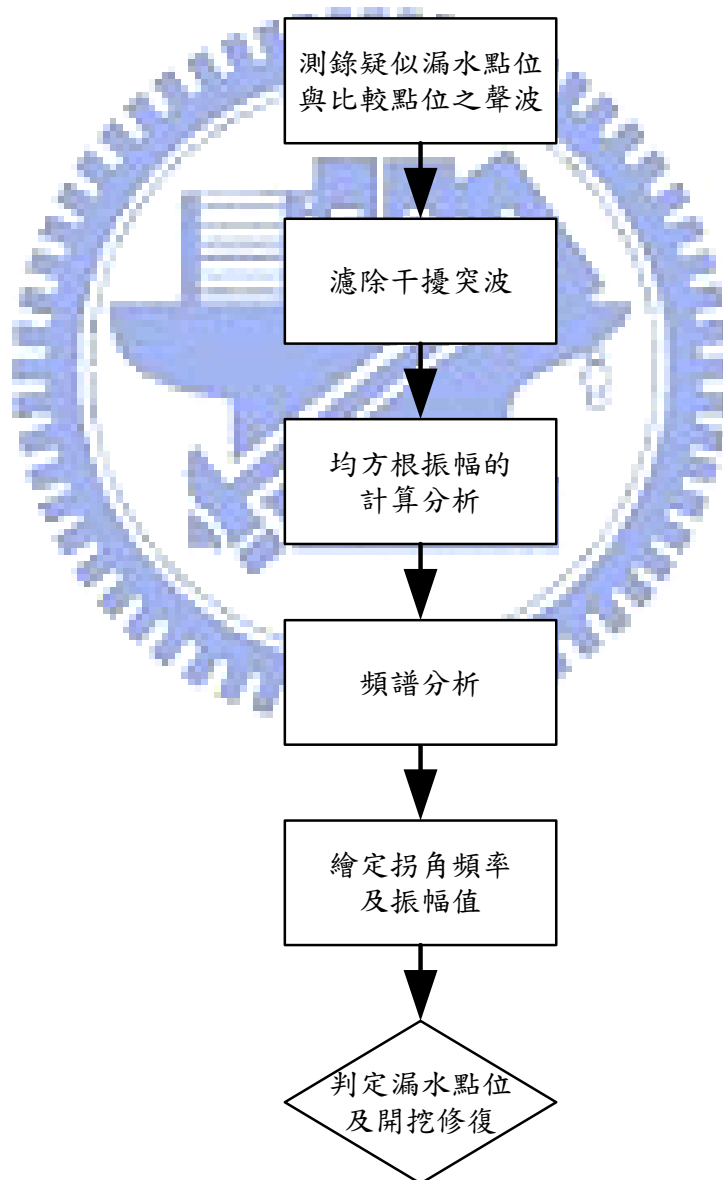 測錄疑似漏水點位
與比較點位之聲波
濾除干擾突波
均方根振幅的
計算分析
頻譜分析
繪定拐角頻率
及振幅值
判定漏水點位
及開挖修復